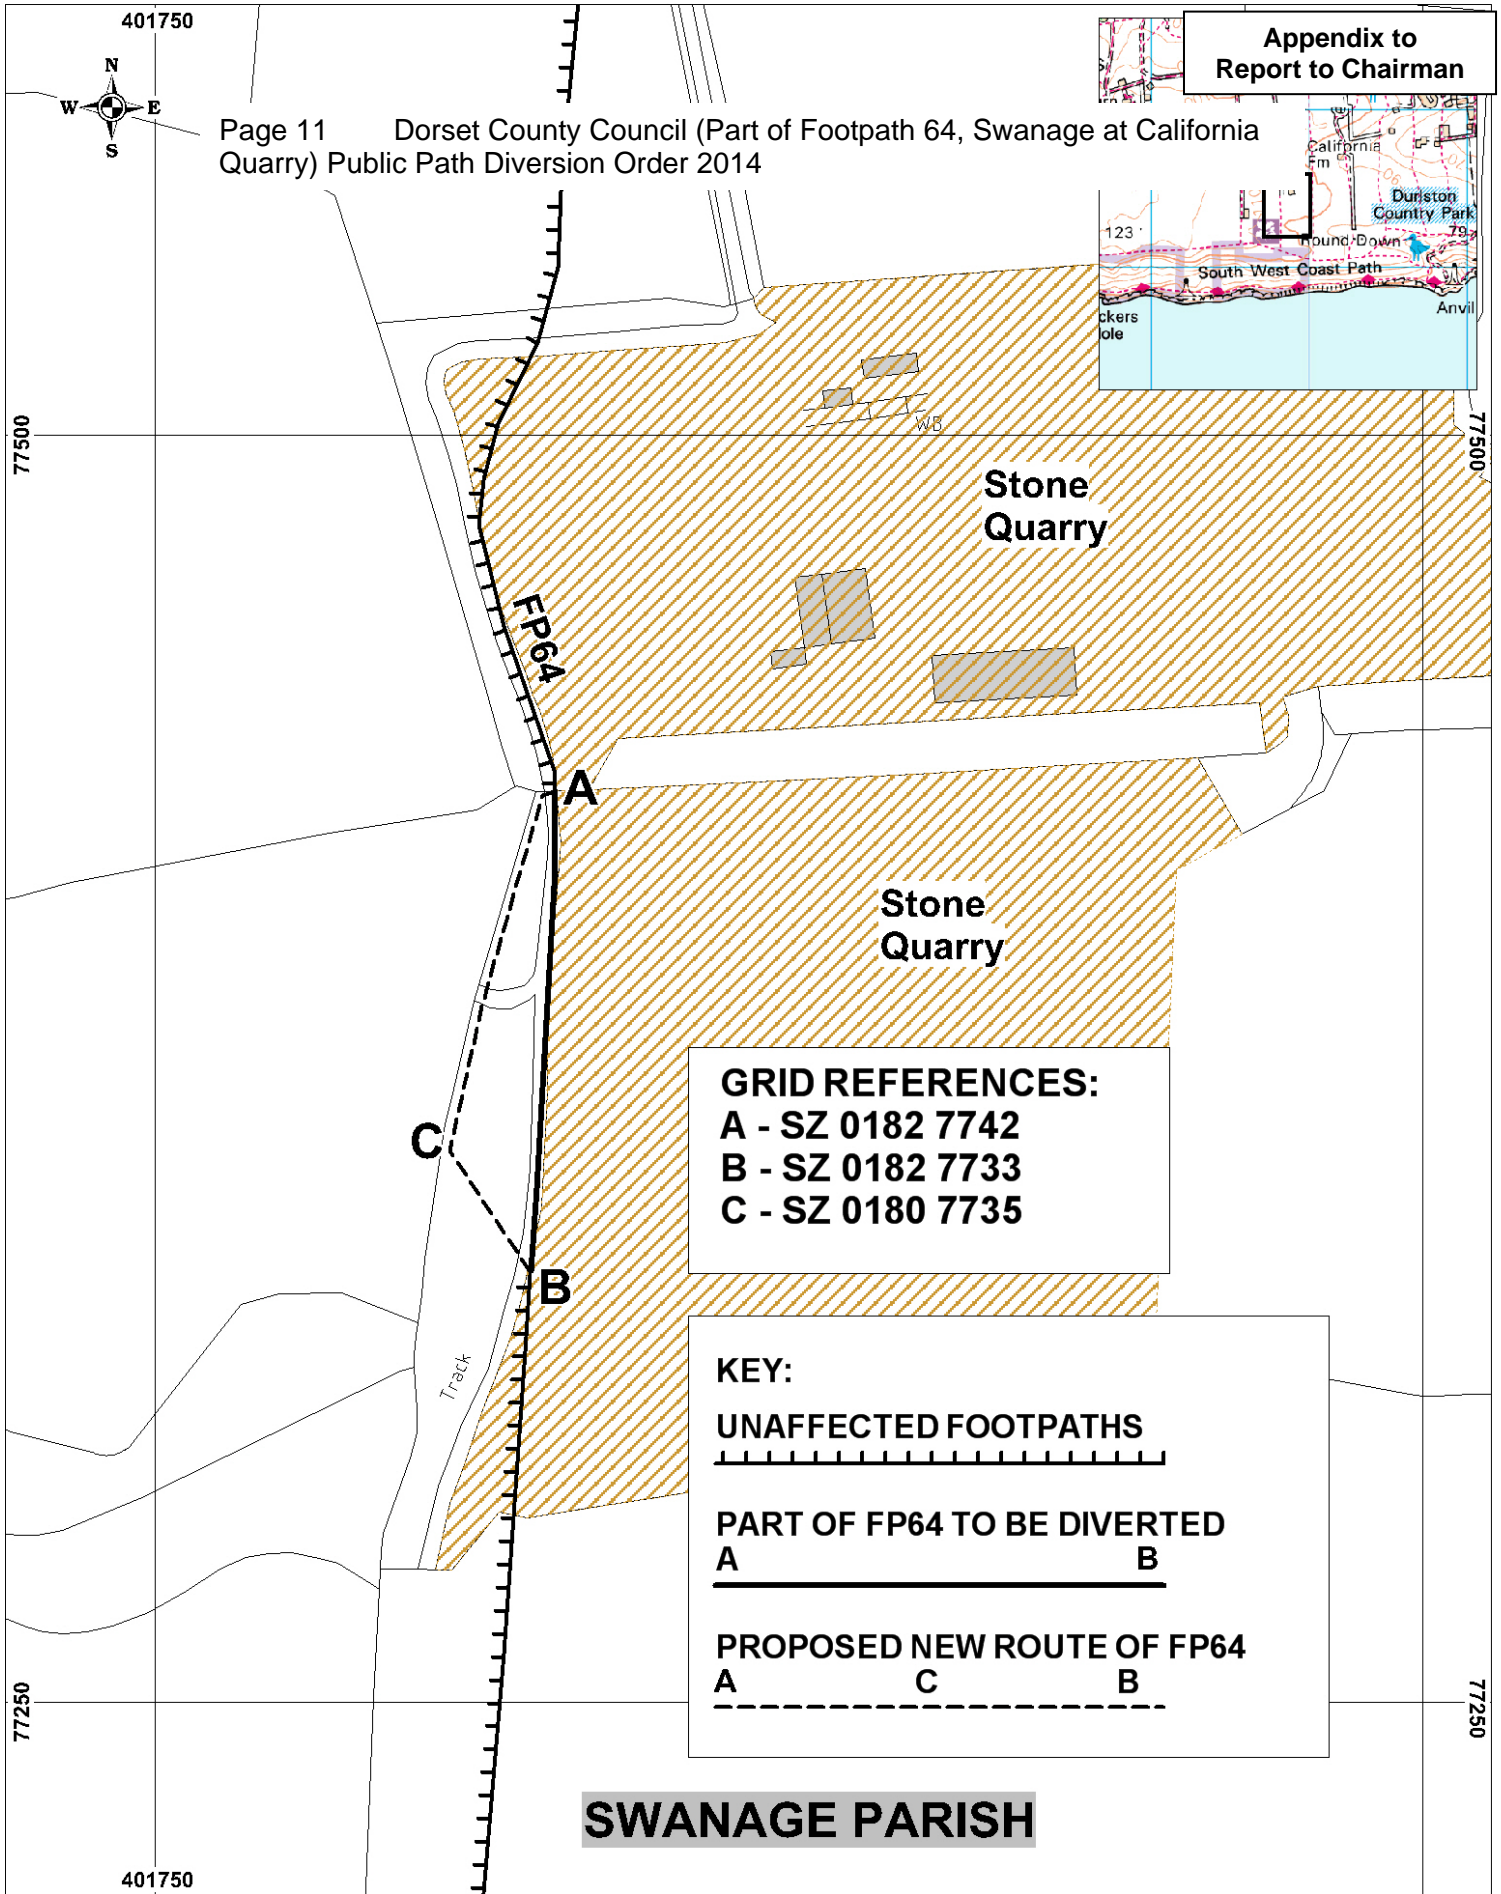 401750
Appendix to
Report to Chairman
N
W E
S
Page 11 Dorset County Council (Part of Footpath 64, Swanage at California
Quarry) Public Path Diversion Order 2014
California
m
Durlston
Country Park
123
79
Round Down
South West Coast Path
ckers
ole
Anvil
77500
77500
WB
Stone
Quarry
FP64
A
Stone
Quarry
GRID REFERENCES:
A - SZ 0182 7742
B - SZ 0182 7733
C - SZ 0180 7735
C
B
Track
KEY:
UNAFFECTED FOOTPATHS
PART OF FP64 TO BE DIVERTED
A B
PROPOSED NEW ROUTE OF FP64
A C B
77250
77250
SWANAGE PARISH
401750